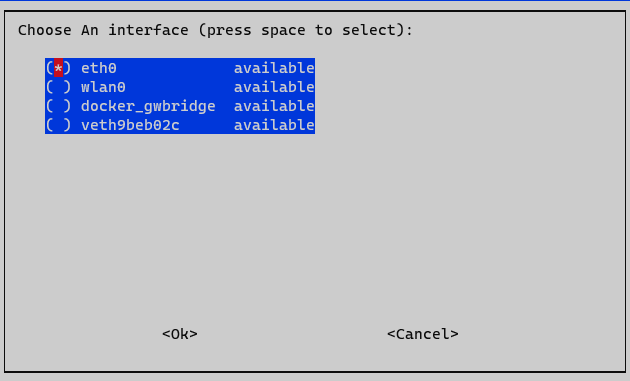 Choose An interface (press space to select):
(*) eth0 available
( ) wlan0 available
( ) docker_gwbridge available
( ) veth9beb02c available
<Ok> <Cancel>